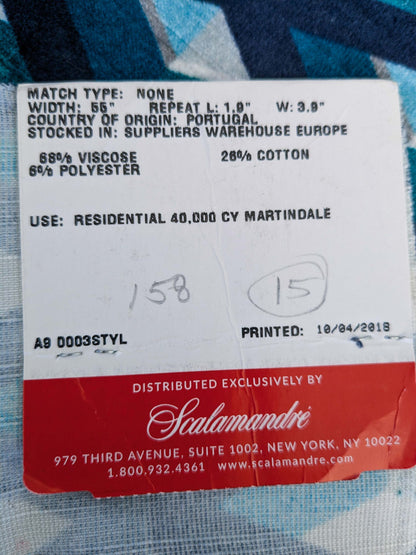 MATCH TYPE: NONE
WIDTH: 55" REPEAT L: 1.9" W: 3.9"
COUNTRY OF ORIGIN: PORTUGAL
STOCKED IN: SUPPLIERS WAREHOUSE EUROPE
68% VISCOSE 26% COTTON
6% POLYESTER
USE: RESIDENTIAL 40,000 CY MARTINDALE
158 15
A9 0003STYL PRINTED: 10/04/2018
DISTRIBUTED EXCLUSIVELY BY
Scalamandré
979 THIRD AVENUE, SUITE 1002, NEW YORK, NY 10022
1.800.932.4361 www.scalamandre.com